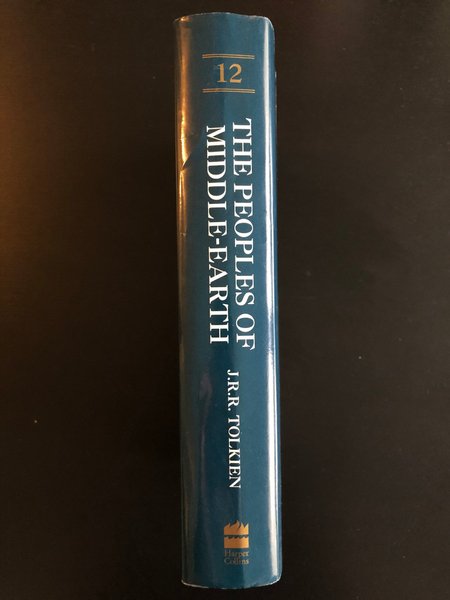 12
THE PEOPLES OF
MIDDLE-EARTH
J.R.R. TOLKIEN
Harper
Collins